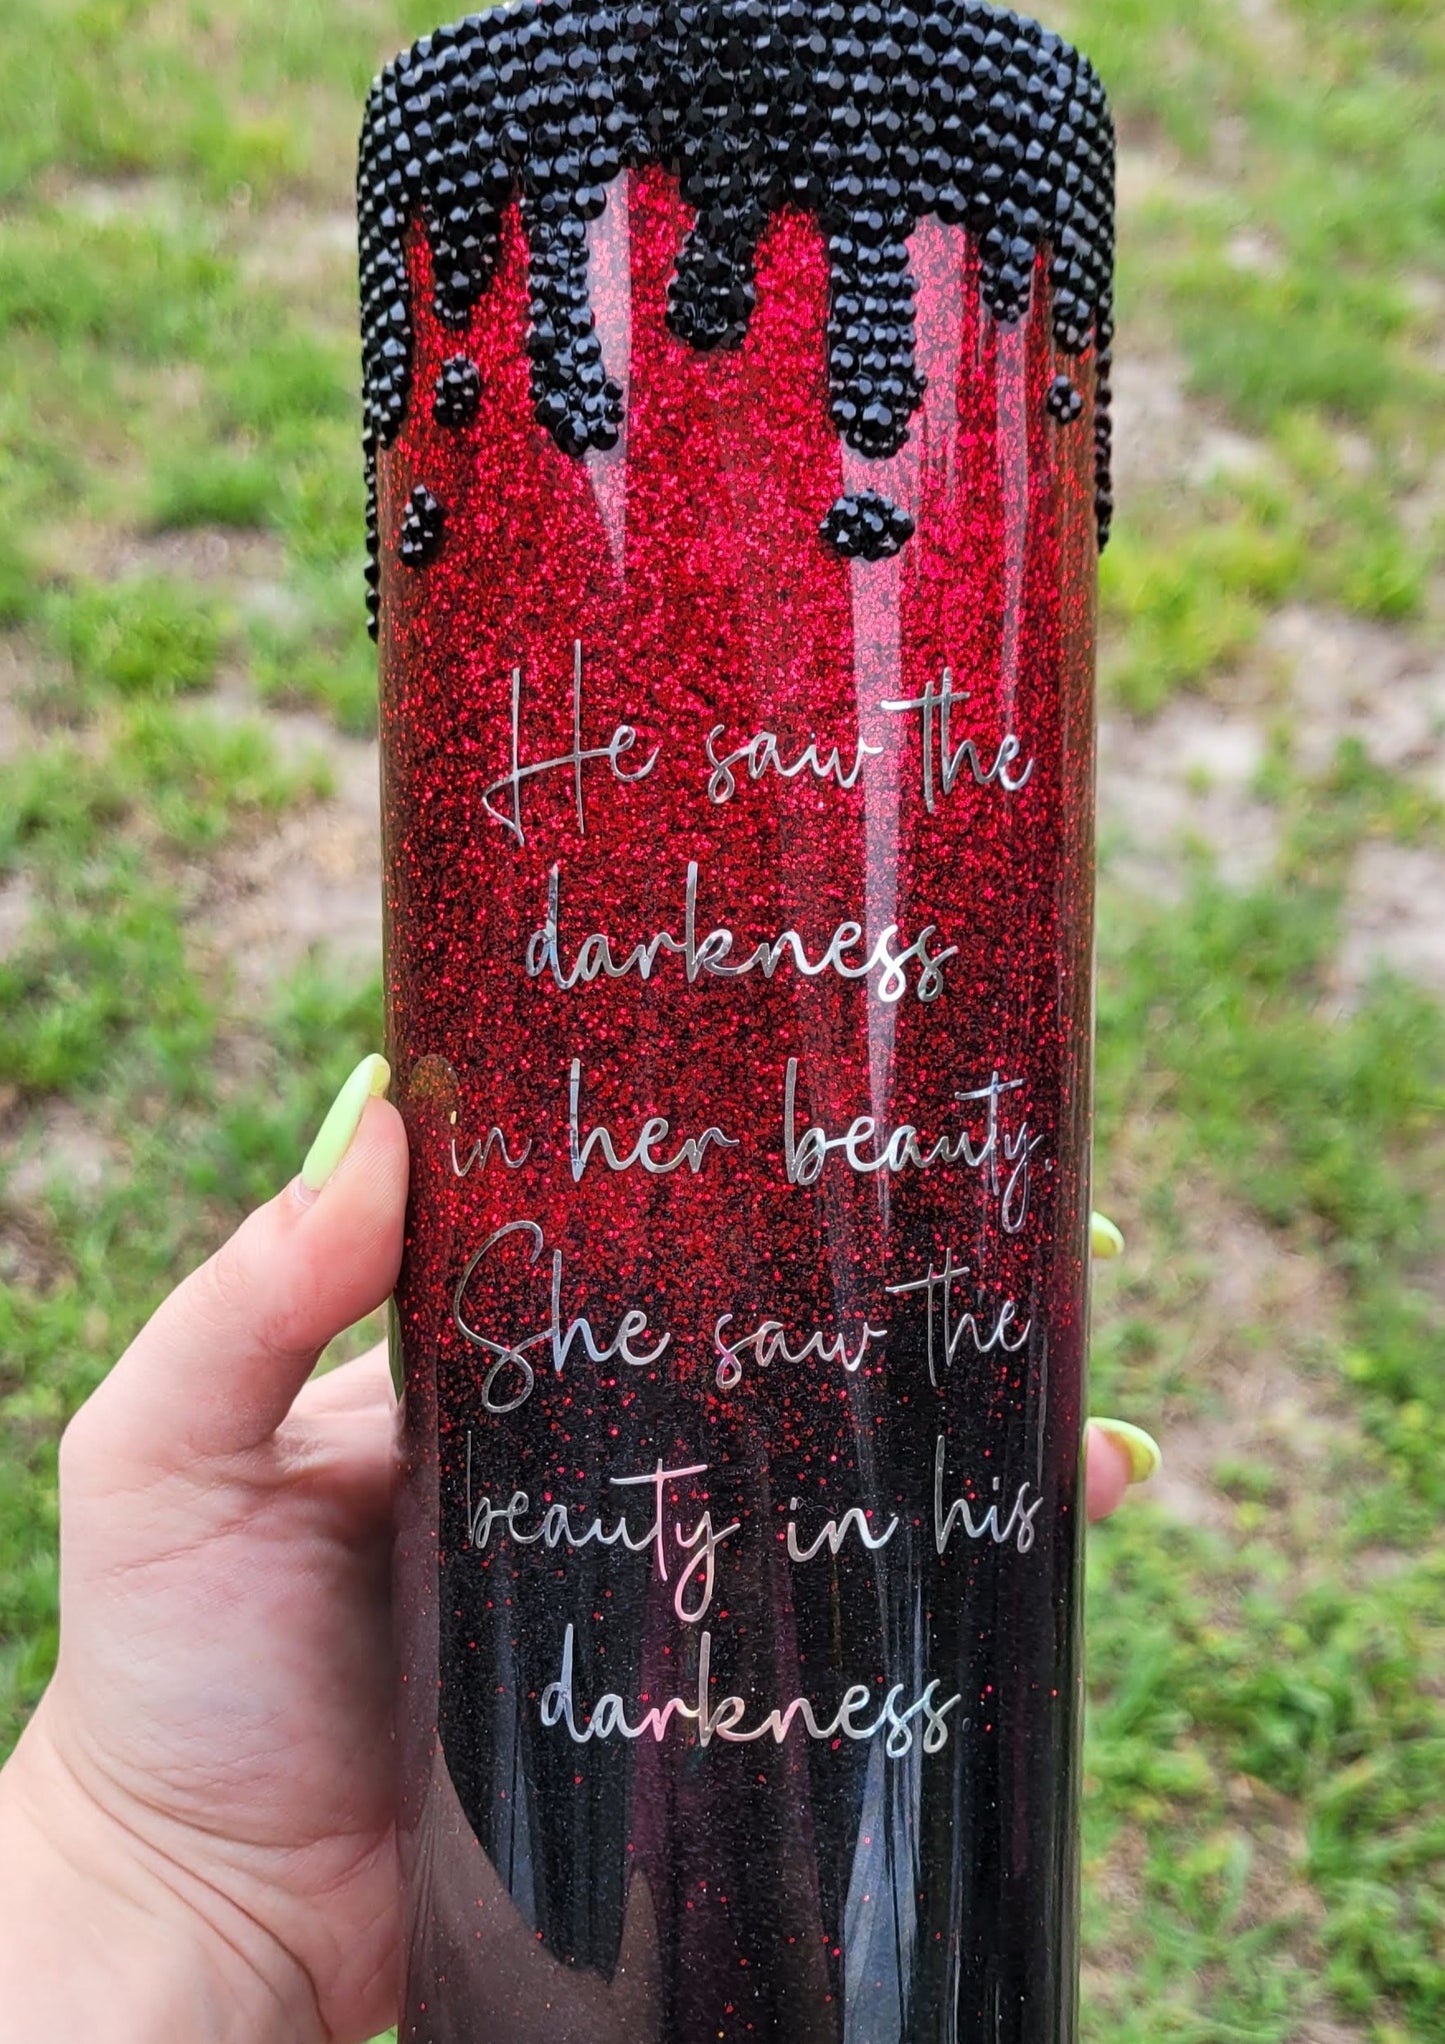 He saw the
darkness
in her beauty.
She saw the
beauty in his
darkness